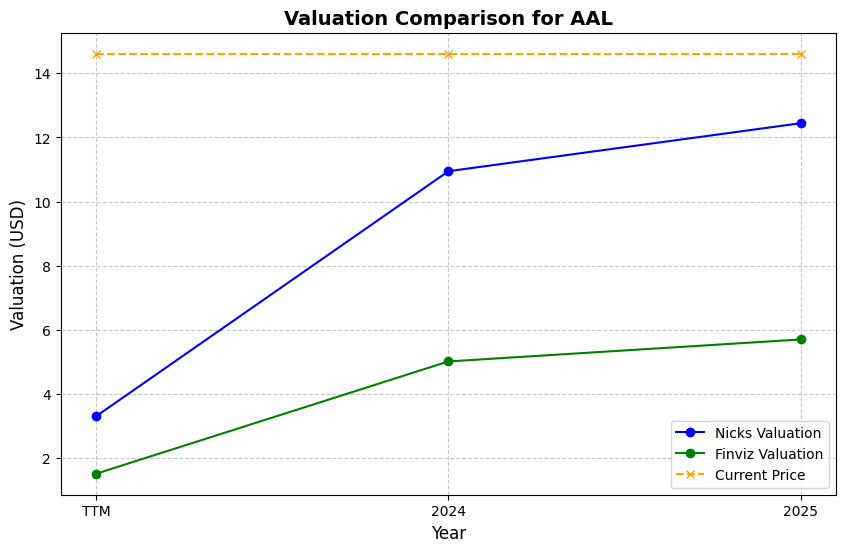 Valuation Comparison for AAL
Valuation (USD)
14
12
10
8
6
4
2
TTM
2024
2025
Year
Nicks Valuation
Finviz Valuation
Current Price